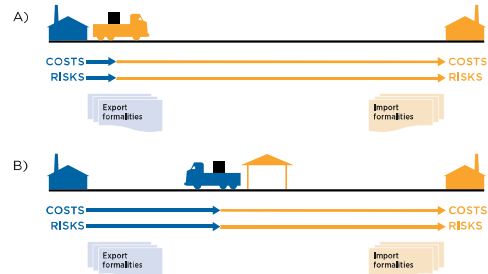 A)
COSTS COSTS
RISKS RISKS
Export
formalities
Import
formalities
B)
COSTS COSTS
RISKS RISKS
Export
formalities
Import
formalities